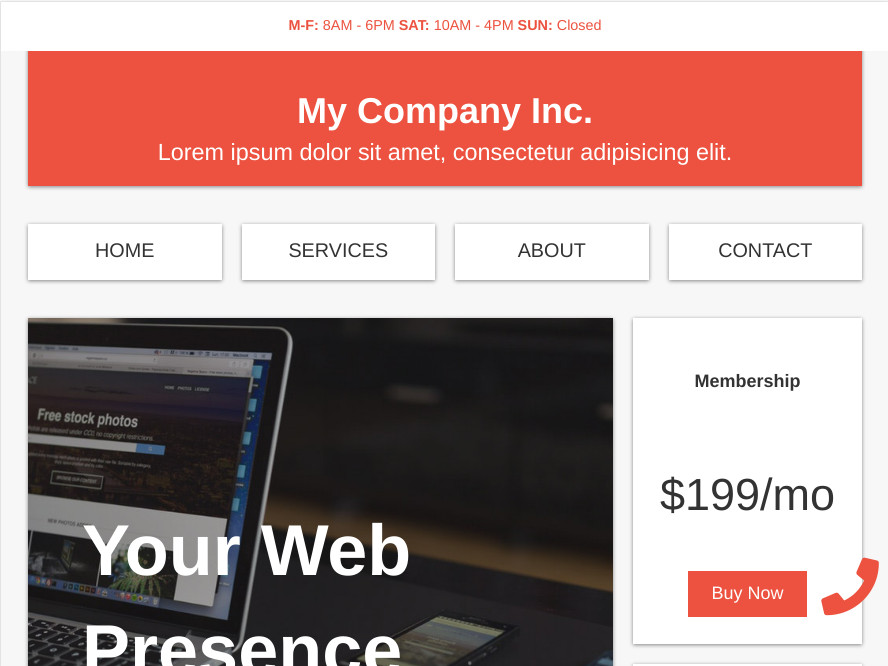 M-F: 8AM - 6PM SAT: 10AM - 4PM SUN: Closed
My Company Inc.
Lorem ipsum dolor sit amet, consectetur adipisicing elit.
HOME
SERVICES
ABOUT
CONTACT
Free stock photos
Your Web
Presence
Membership
$199/mo
Buy Now